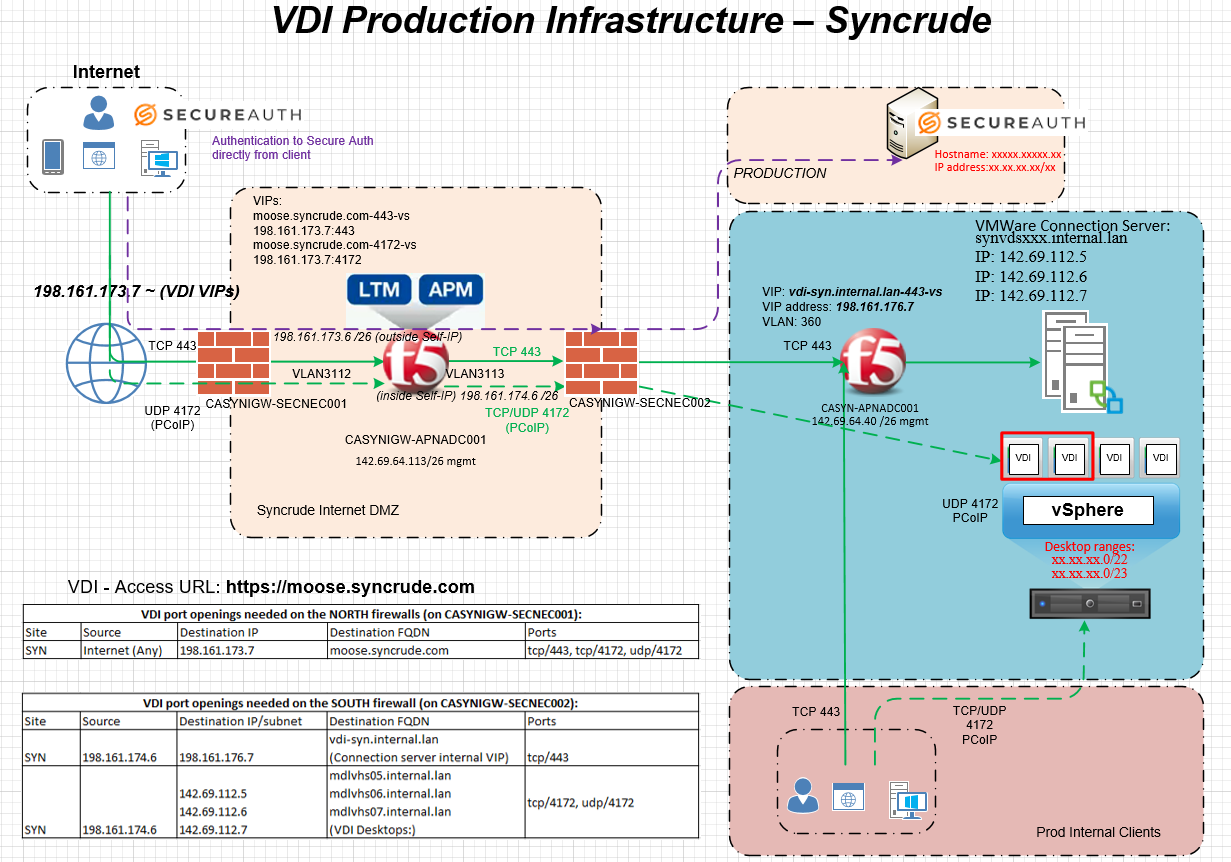 VDI Production Infrastructure – Syncrude
Internet
SECUREAUTH
Authentication to Secure Auth
directly from client
SECUREAUTH
Hostname: xxxxx.xxxxx.xx
IP address:xx.xx.xx.xx/xx
PRODUCTION
VIPs:
moose.syncrude.com-443-vs
198.161.173.7:443
moose.syncrude.com-4172-vs
198.161.173.7:4172
LTM
APM
198.161.173.7 ~ (VDI VIPs)
198.161.173.6 /26 (outside Self-IP)
TCP 443
VLAN3112
f5
TCP 443
VLAN3113
(inside Self-IP) 198.161.174.6 /26
CASYNIGW-SECNEC001
TCP/UDP 4172
(PCoIP)
CASYNIGW-SECNEC002
UDP 4172
(PCoIP)
CASYNIGW-APNADC001
142.69.64.113/26 mgmt
Syncrude Internet DMZ
VMWare Connection Server:
synvdsxxx.internal.lan
IP: 142.69.112.5
IP: 142.69.112.6
IP: 142.69.112.7
VIP: vdi-syn.internal.lan-443-vs
VIP address: 198.161.176.7
VLAN: 360
TCP 443
f5
CASYN-APNADC001
142.69.64.40 /26 mgmt
VDI
VDI
VDI
VDI
UDP 4172
PCoIP
vSphere
Desktop ranges:
xx.xx.xx.0/22
xx.xx.xx.0/23
TCP 443
TCP/UDP
4172
PCoIP
Prod Internal Clients
VDI - Access URL: https://moose.syncrude.com
VDI port openings needed on the NORTH firewalls (on CASYNIGW-SECNEC001):
Site Source Destination IP Destination FQDN Ports
SYN Internet (Any) 198.161.173.7 moose.syncrude.com tcp/443, tcp/4172, udp/4172
VDI port openings needed on the SOUTH firewall (on CASYNIGW-SECNEC002):
Site Source Destination IP/subnet Destination FQDN Ports
vdi-syn.internal.lan
SYN 198.161.174.6 198.161.176.7 (Connection server internal VIP) tcp/443
mdlvhs05.internal.lan
142.69.112.5 mdlvhs06.internal.lan
tcp/4172, udp/4172
142.69.112.6 mdlvhs07.internal.lan
SYN 198.161.174.6 142.69.112.7 (VDI Desktops:)